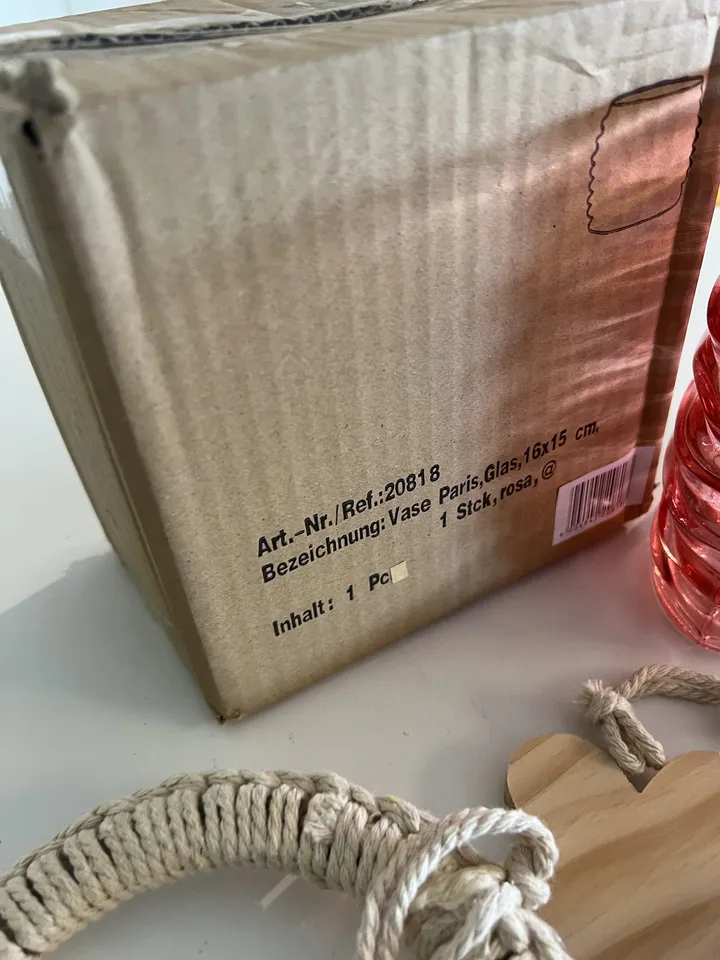 Art.-Nr./Ref.:20818
Bezeichnung: Vase Paris,Glas,16x15 cm,
1 Stck,rosa,@
Inhalt: 1 Pc